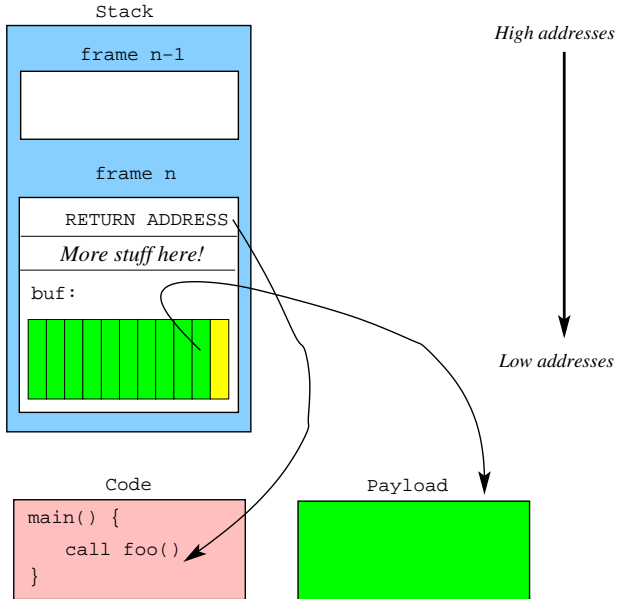 Stack
High addresses
frame n-1
frame n
RETURN ADDRESS
More stuff here!
buf:
Low addresses
Code
Payload
main() {
call foo()
}